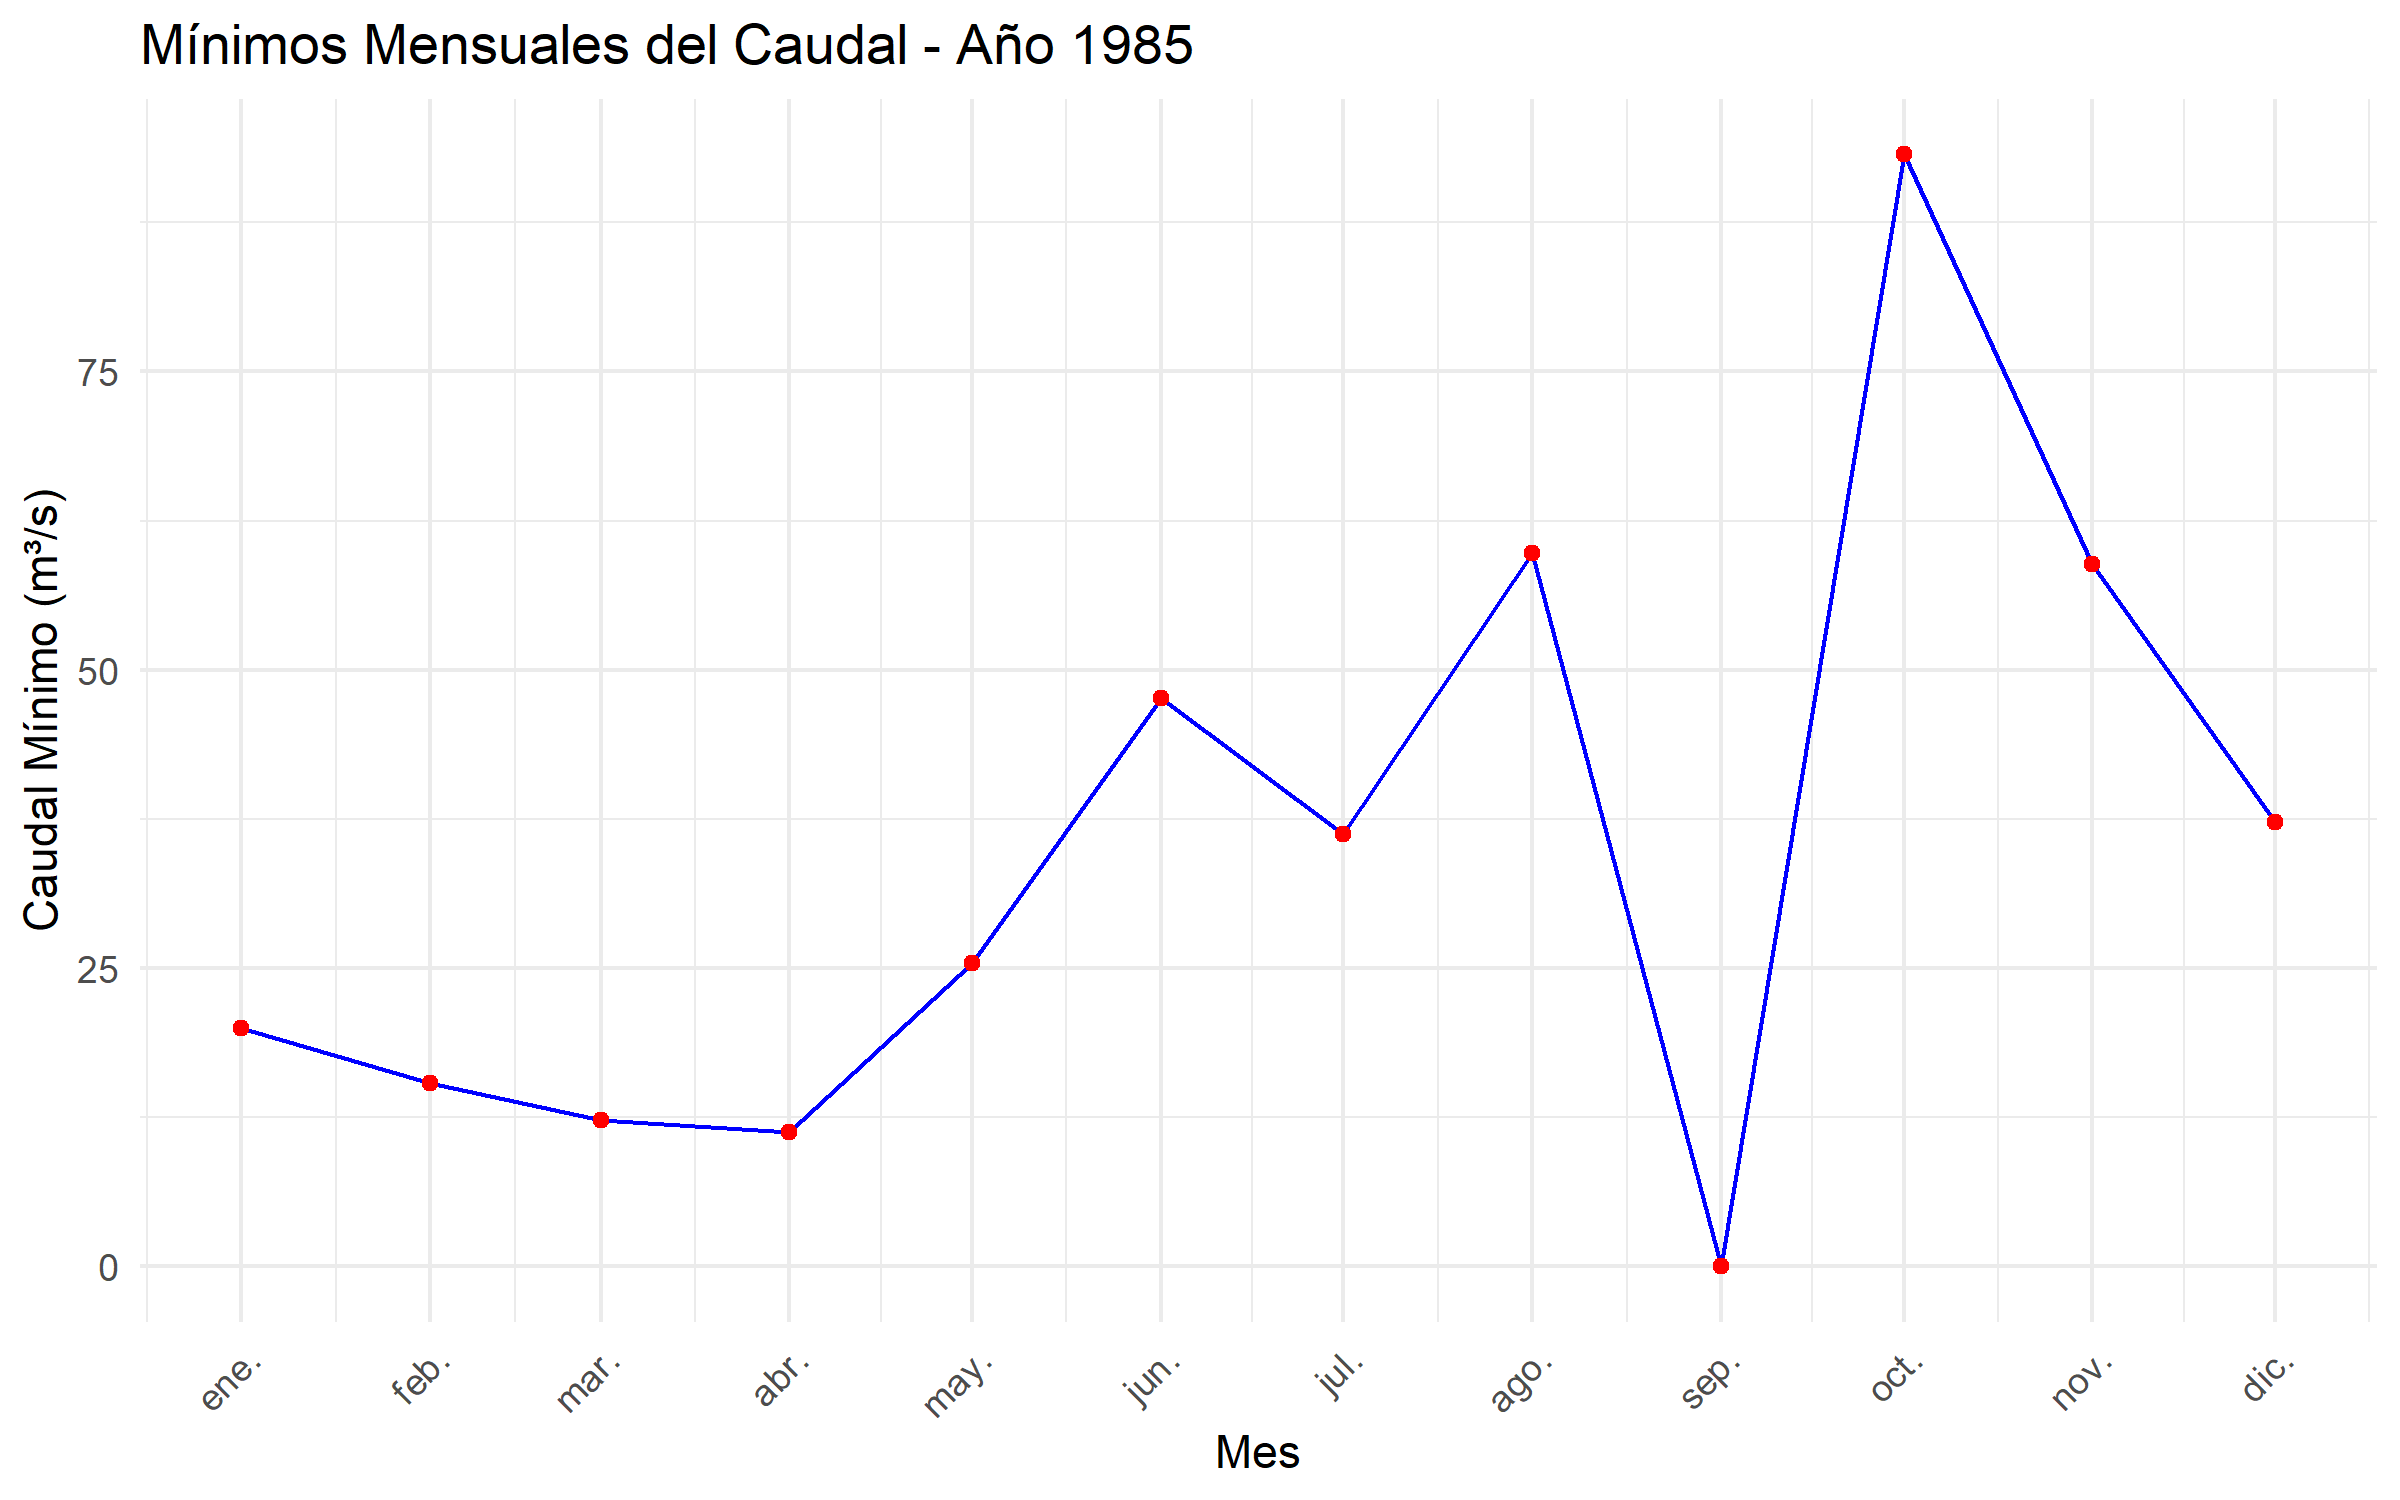 Mínimos Mensuales del Caudal - Año 1985
Caudal Mínimo (m³/s)
75
50
25
0
ene.
feb.
mar.
abr.
may.
jun.
jul.
ago.
sep.
oct.
nov.
dic.
Mes